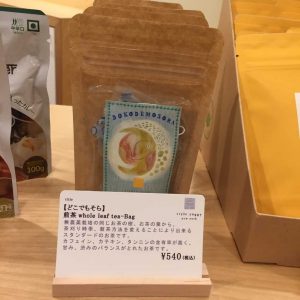 DOKODEMOSORA
100g
【どこでもそら】
煎茶 whole leaf tea-Bag
無農薬栽培の同じお茶の樹、お茶の葉から、
茶刈り時季、製茶方法を変えることにより出来る
スタンダードのお茶です。
カフェイン、カテキン、タンニンの含有率が高く、
甘み、渋みのバランスがとれたお茶です。
¥540(税込)